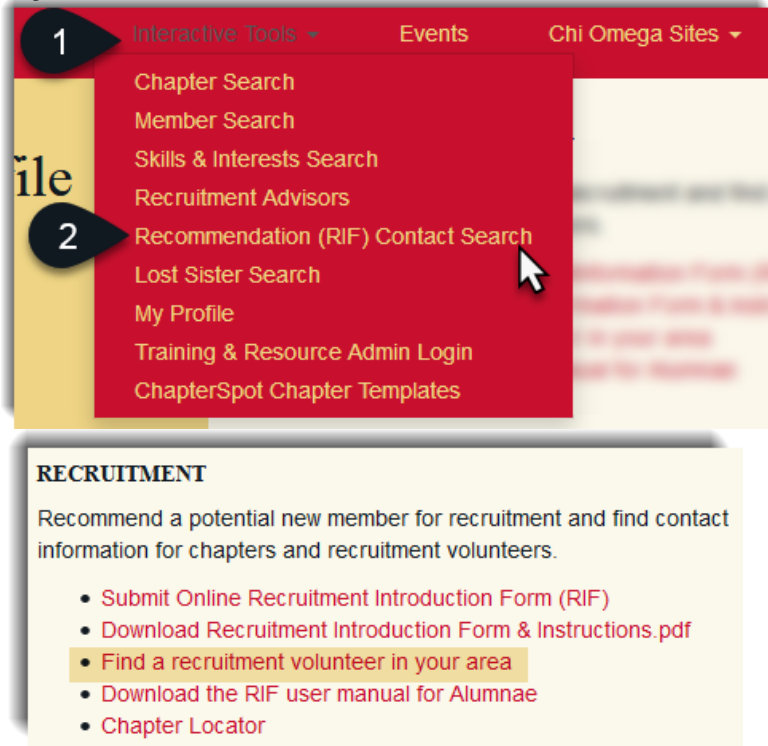 1
Interactive Tools
Events
Chi Omega Sites
Chapter Search
Member Search
Skills & Interests Search
file
Recruitment Advisors
2
Recommendation (RIF) Contact Search
Lost Sister Search
My Profile
Training & Resource Admin Login
ChapterSpot Chapter Templates
RECRUITMENT
Recommend a potential new member for recruitment and find contact
information for chapters and recruitment volunteers.
• Submit Online Recruitment Introduction Form (RIF)
• Download Recruitment Introduction Form & Instructions.pdf
• Find a recruitment volunteer in your area
• Download the RIF user manual for Alumnae
• Chapter Locator